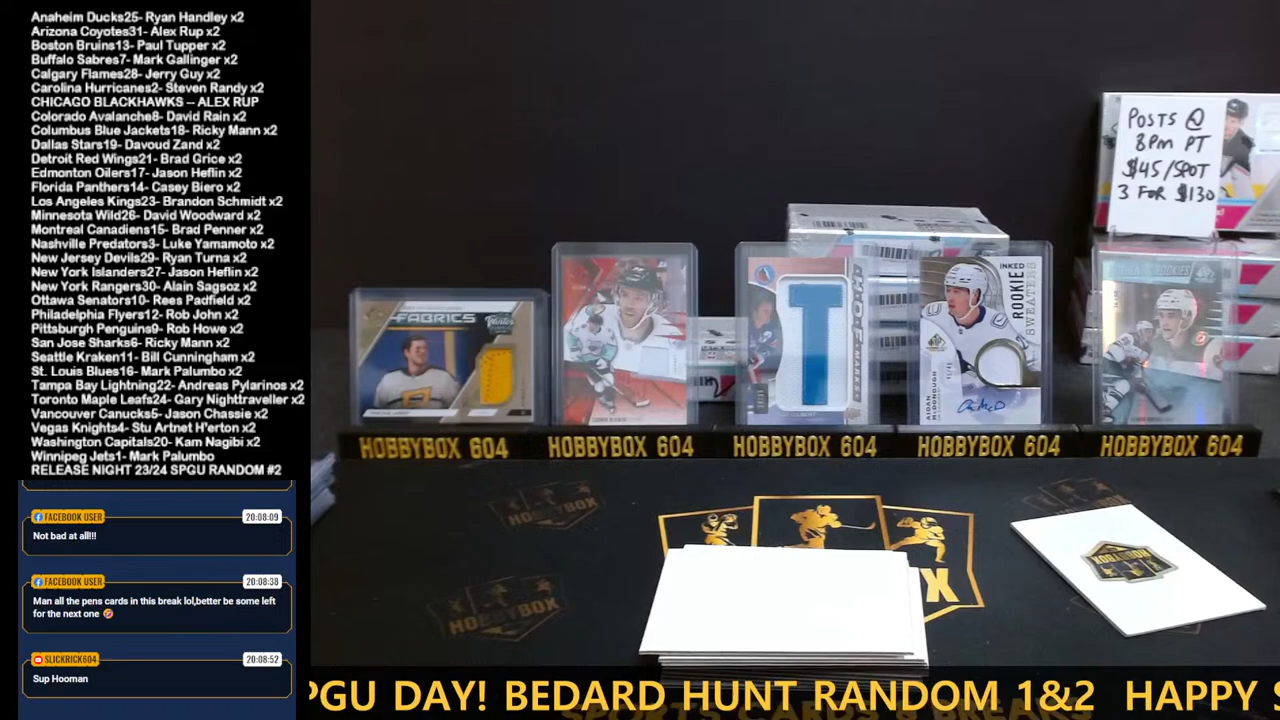 Anaheim Ducks25- Ryan Handley x2
Arizona Coyotes31- Alex Rup x2
Boston Bruins13- Paul Tupper x2
Buffalo Sabres7- Mark Gallinger x2
Calgary Flames28- Jerry Guy x2
Carolina Hurricanes2- Steven Randy x2
CHICAGO BLACKHAWKS -- ALEX RUP
Colorado Avalanche8- David Rain x2
Columbus Blue Jackets18- Ricky Mann x2
Dallas Stars19- Davoud Zand x2
Detroit Red Wings21- Brad Grice x2
Edmonton Oilers17- Jason Heflin x2
Florida Panthers14- Casey Biero x2
Los Angeles Kings23- Brandon Schmidt x2
Minnesota Wild26- David Woodward x2
Montreal Canadiens15- Brad Penner x2
Nashville Predators3- Luke Yamamoto x2
New Jersey Devils29- Ryan Turna x2
New York Islanders27- Jason Heflin x2
New York Rangers30- Alain Sagsoz x2
Ottawa Senators10- Rees Padfield x2
Philadelphia Flyers12- Rob John x2
Pittsburgh Penguins9- Rob Howe x2
San Jose Sharks6- Ricky Mann x2
Seattle Kraken11- Bill Cunningham x2
St. Louis Blues16- Mark Palumbo x2
Tampa Bay Lightning22- Andreas Pylarinos x2
Toronto Maple Leafs24- Gary Nighttraveller x2
Vancouver Canucks5- Jason Chassie x2
Vegas Knights4- Stu Artnet H'erton x2
Washington Capitals20- Kam Nagibi x2
Winnipeg Jets1- Mark Palumbo
RELEASE NIGHT 23/24 SPGU RANDOM #2
FACEBOOK USER
20:08:09
Not bad at all!!!
FACEBOOK USER
20:08:38
Man all the pens cards in this break lol,better be some left
for the next one 🤣
SLICKRICK604
20:08:52
Sup Hooman
POSTS @
8PM PT
$45/SPOT
3 FOR $130
FABRICS
I
INKED
ROOKIE
SWEATERS
AIDAN
MCDONOUGH
HOBBYBOX 604
HOBBYBOX 604
HOBBYBOX 604
HOBBYBOX 604
HOBBYBOX 604
HOBBYBOX
HOBBYBOX
HOBBYBOX
X
PGU DAY! BEDARD HUNT RANDOM 1&2 HAPPY S
SPORTS CARDS & BREAKS